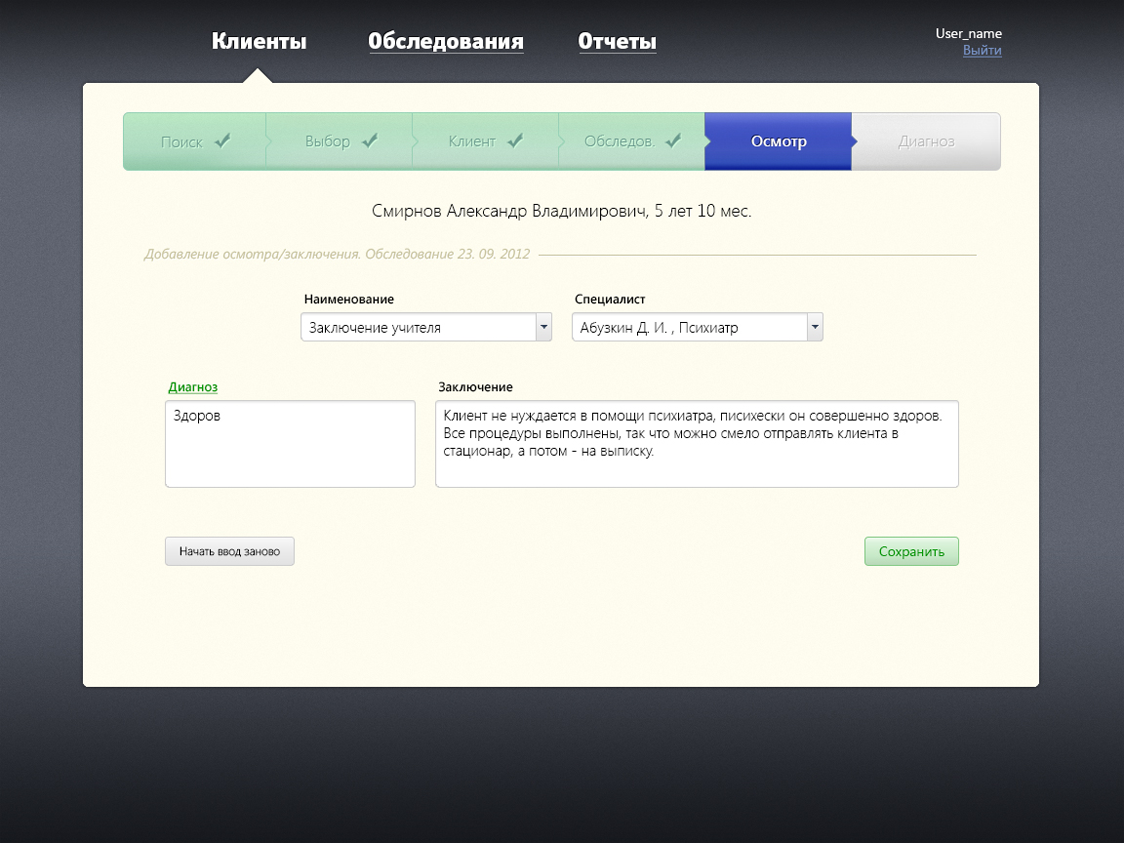 Клиенты Обследования Отчеты
User_name
Выйти
Поиск Выбор Клиент Обследов. Осмотр Диагноз
Смирнов Александр Владимирович, 5 лет 10 мес.
Добавление осмотра/заключения. Обследование 23. 09. 2012
Наименование Специалист
Заключение учителя Абузкин Д. И. , Психиатр
Диагноз Заключение
Здоров
Клиент не нуждается в помощи психиатра, писихески он совершенно здоров.
Все процедуры выполнены, так что можно смело отправлять клиента в
стационар, а потом - на выписку.
Начать ввод заново Сохранить